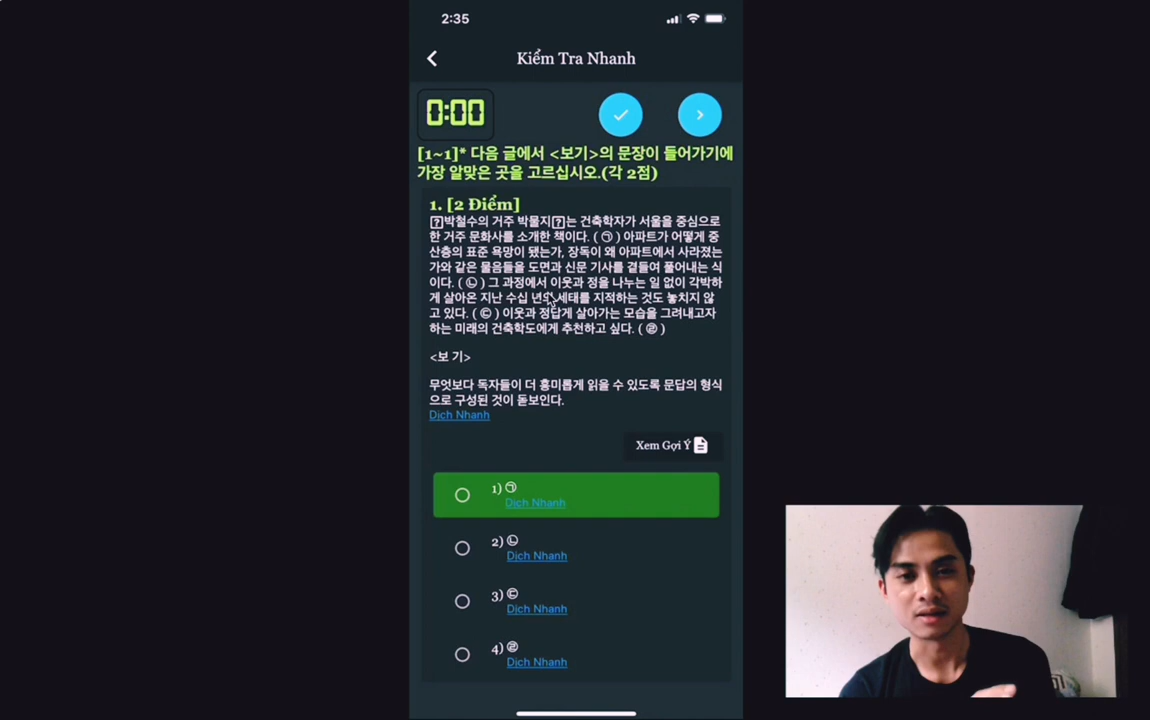 2:35
Kiểm Tra Nhanh
0:00
[1~1]* 다음 글에서 <보기>의 문장이 들어가기에
가장 알맞은 곳을 고르십시오.(각 2점)
1. [2 Điểm]
박철수의 거주 박물지는 건축학자가 서울을 중심으로
한 거주 문화사를 소개한 책이다. ( ㉠ ) 아파트가 어떻게 중
산층의 표준 욕망이 됐는가, 장독이 왜 아파트에서 사라졌는
가와 같은 물음들을 도면과 신문 기사를 곁들여 풀어내는 식
이다. ( ㉡ ) 그 과정에서 이웃과 정을 나누는 일 없이 각박하
게 살아온 지난 수십 년의 세태를 지적하는 것도 놓치지 않
고 있다. ( ㉢ ) 이웃과 정답게 살아가는 모습을 그려내고자
하는 미래의 건축학도에게 추천하고 싶다. ( ㉣ )
<보 기>
무엇보다 독자들이 더 흥미롭게 읽을 수 있도록 문답의 형식
으로 구성된 것이 돋보인다.
Dịch Nhanh
Xem Gợi Ý
1) ㉠
Dịch Nhanh
2) ㉡
Dịch Nhanh
3) ㉢
Dịch Nhanh
4) ㉣
Dịch Nhanh